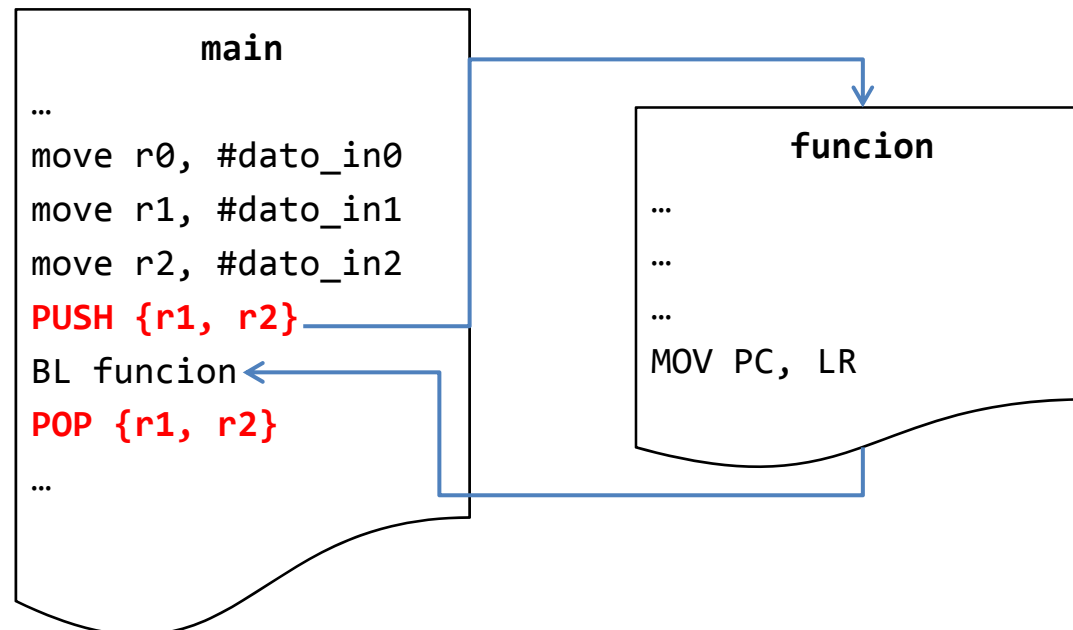 main
…
move r0, #dato_in0
move r1, #dato_in1
move r2, #dato_in2
PUSH {r1, r2}
BL funcion
POP {r1, r2}
…
funcion
…
…
…
MOV PC, LR